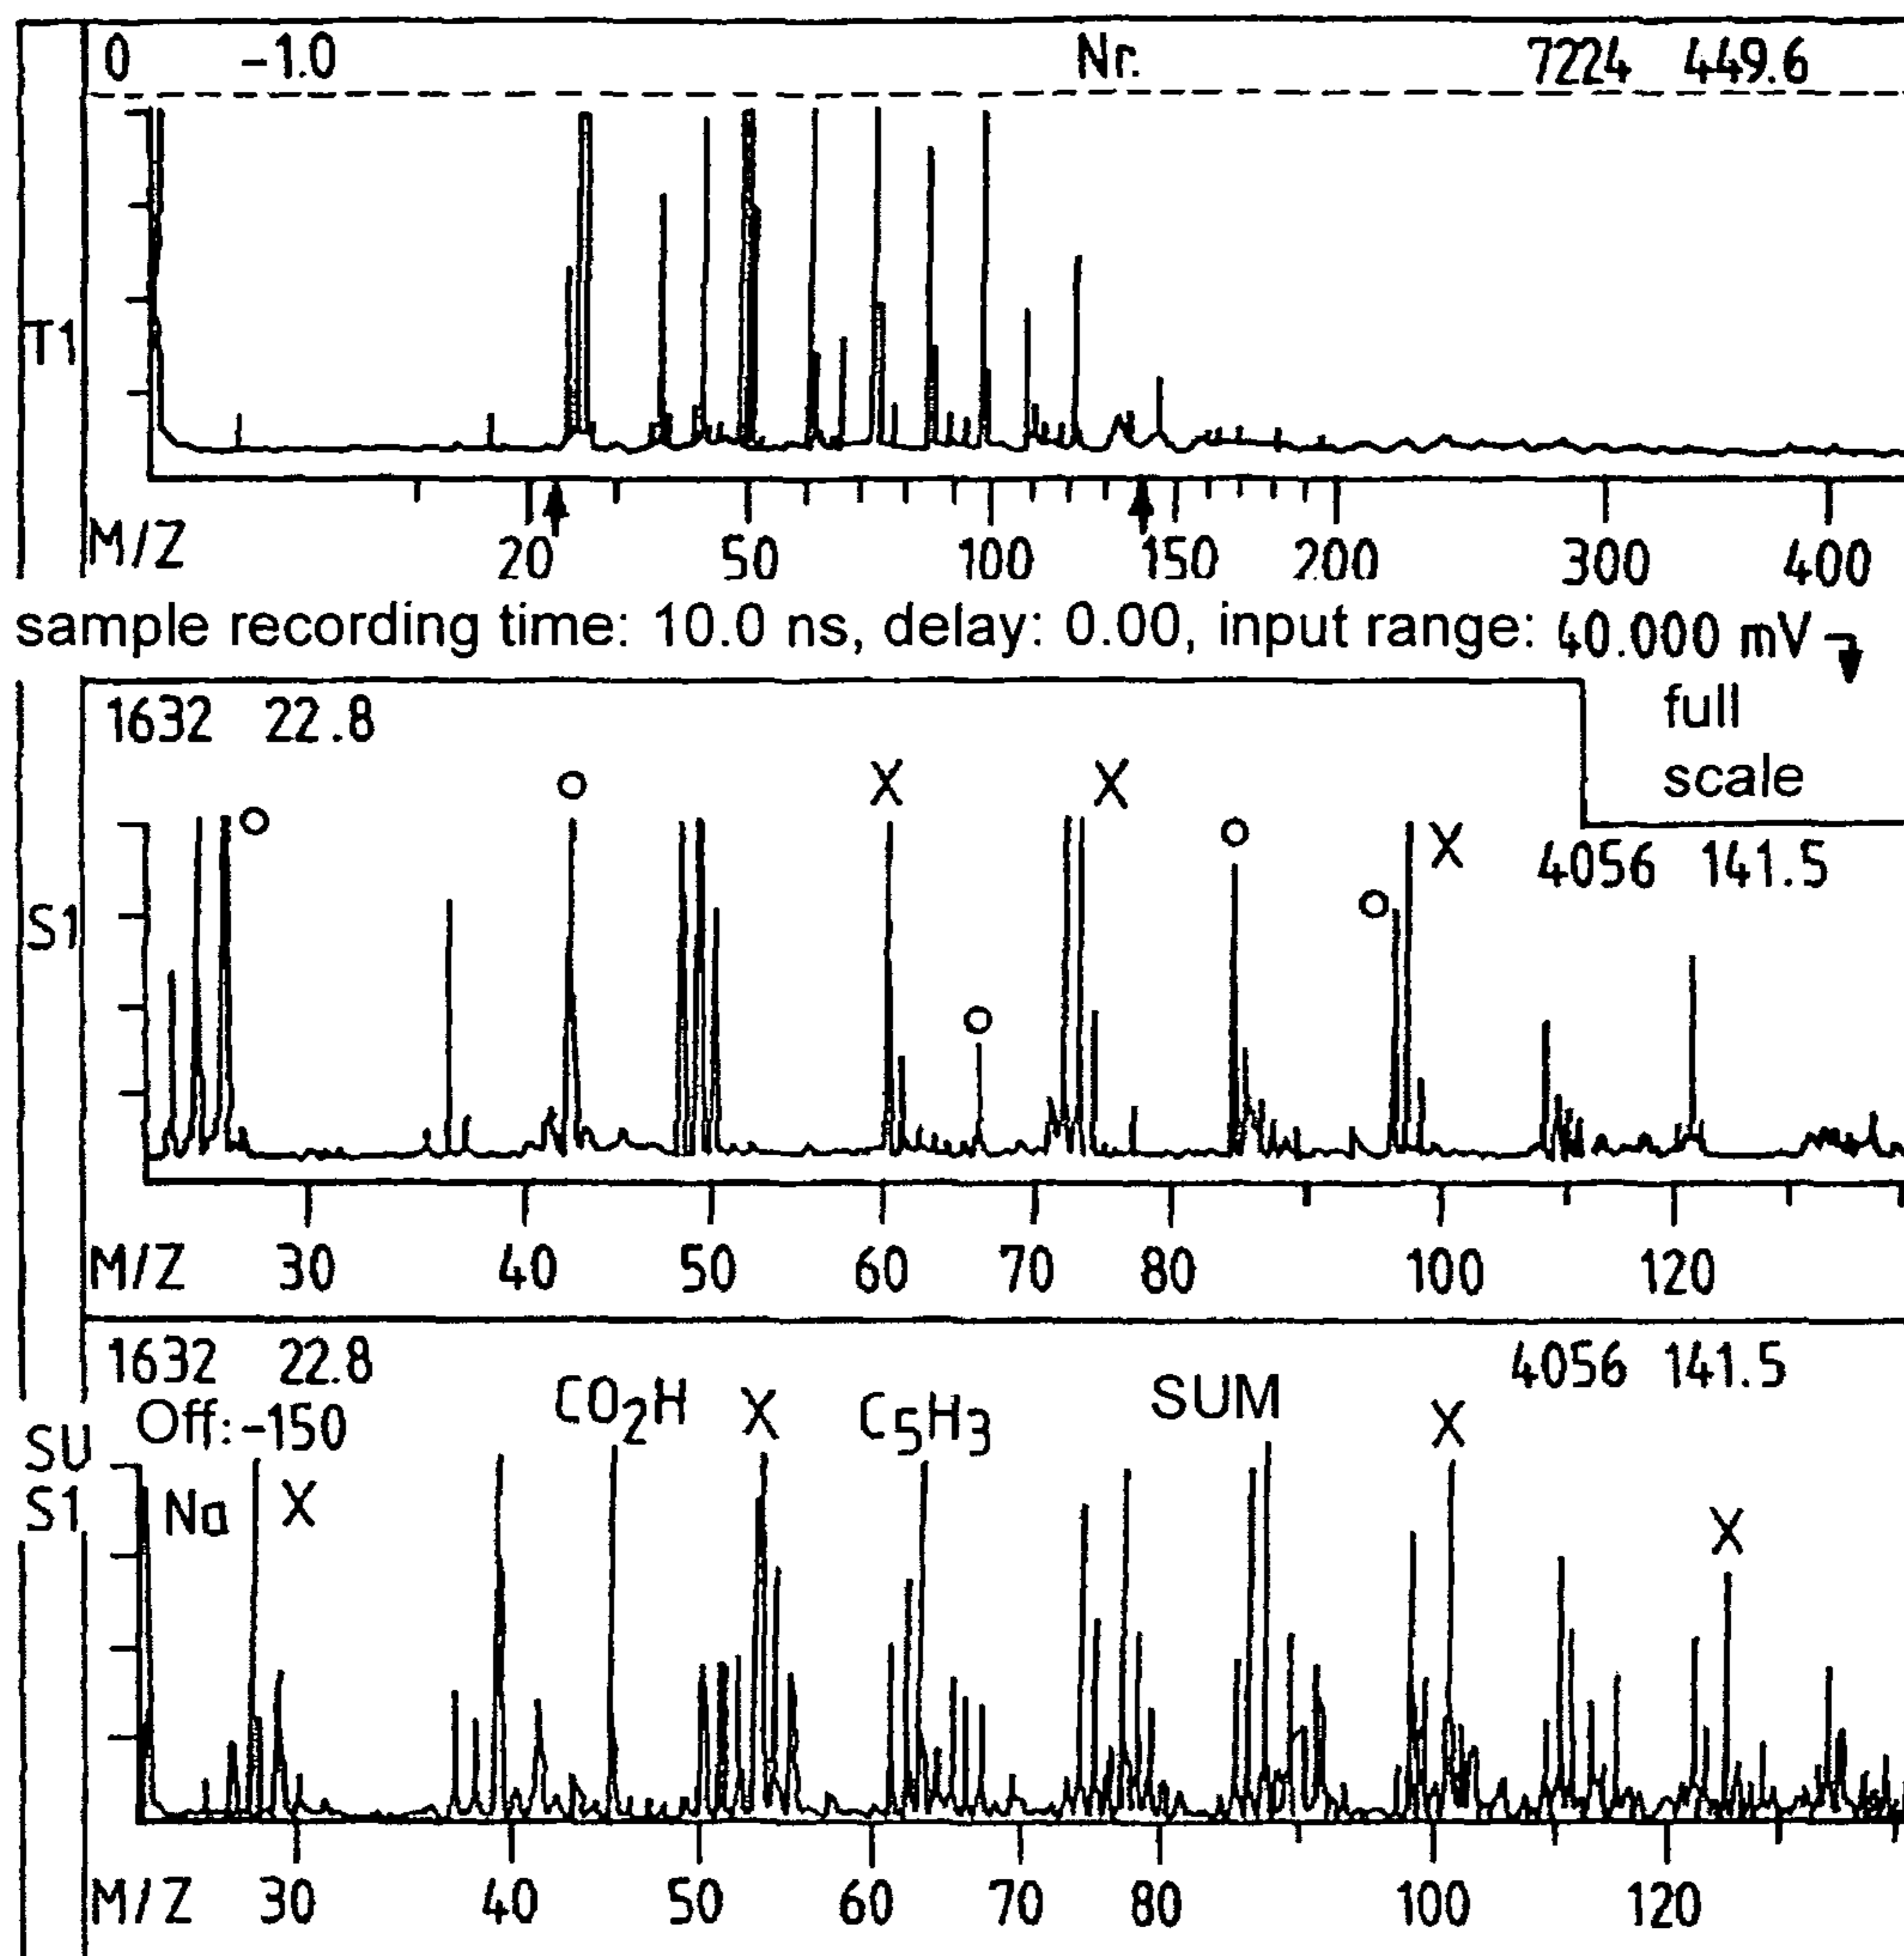 0 -1.0 Nr. 7224 449.6
T1
M/Z 20 50 100 150 200 300 400
sample recording time: 10.0 ns, delay: 0.00, input range: 40.000 mV
full
scale
1632 22.8
O O X X O O O X
4056 141.5
S1
M/Z 30 40 50 60 70 80 100 120
1632 22.8 4056 141.5
Off: -150 CO2H X C5H3 SUM X
SU
S1 Na X X
M/Z 30 40 50 60 70 80 100 120